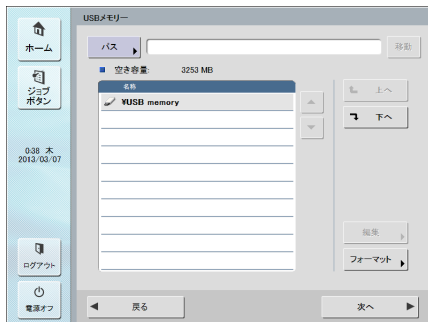 USBメモリー
ホーム
パス
移動
空き容量: 3253 MB
名称
¥USB memory
上へ
下へ
ジョブ
ボタン
0:38 木
2013/03/07
編集
フォーマット
ログアウト
電源オフ
戻る
次へ